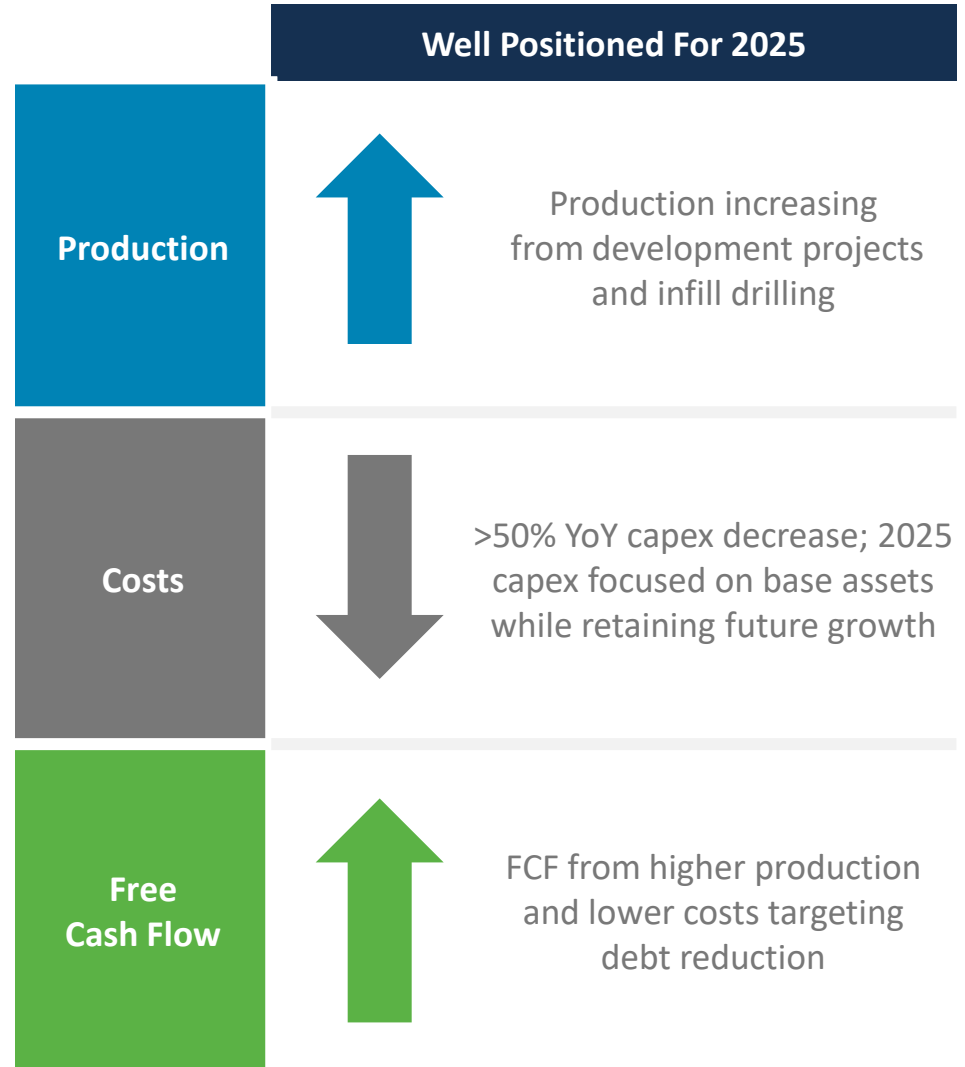 Well Positioned For 2025
Production
Production increasing
from development projects
and infill drilling
Costs
>50% YoY capex decrease; 2025
capex focused on base assets
while retaining future growth
Free
Cash Flow
FCF from higher production
and lower costs targeting
debt reduction